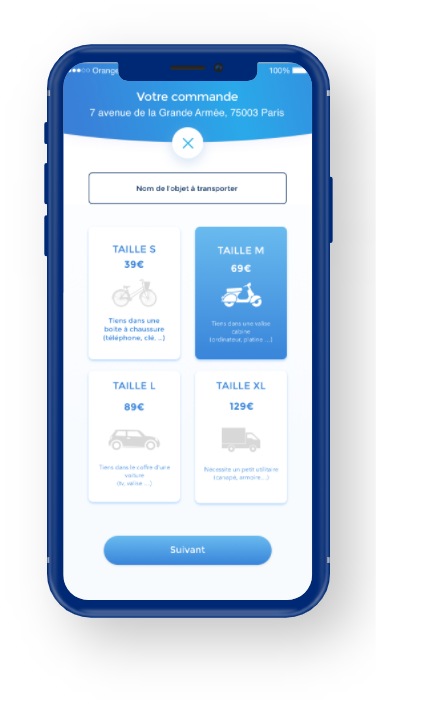 Orange
100%
Votre commande
7 avenue de la Grande Armée, 75003 Paris
Nom de l'objet à transporter
TAILLE S
39€
Tiens dans une
boite à chaussure
(téléphone, clé, ...)
TAILLE M
69€
Tiens dans une valise
cabine
(ordinateur, platine ...)
TAILLE L
89€
Tiens dans le coffre d'une
voiture
(tv, valise ...)
TAILLE XL
129€
Nécessite un petit utilitaire
(canapé, armoire ...)
Suivant